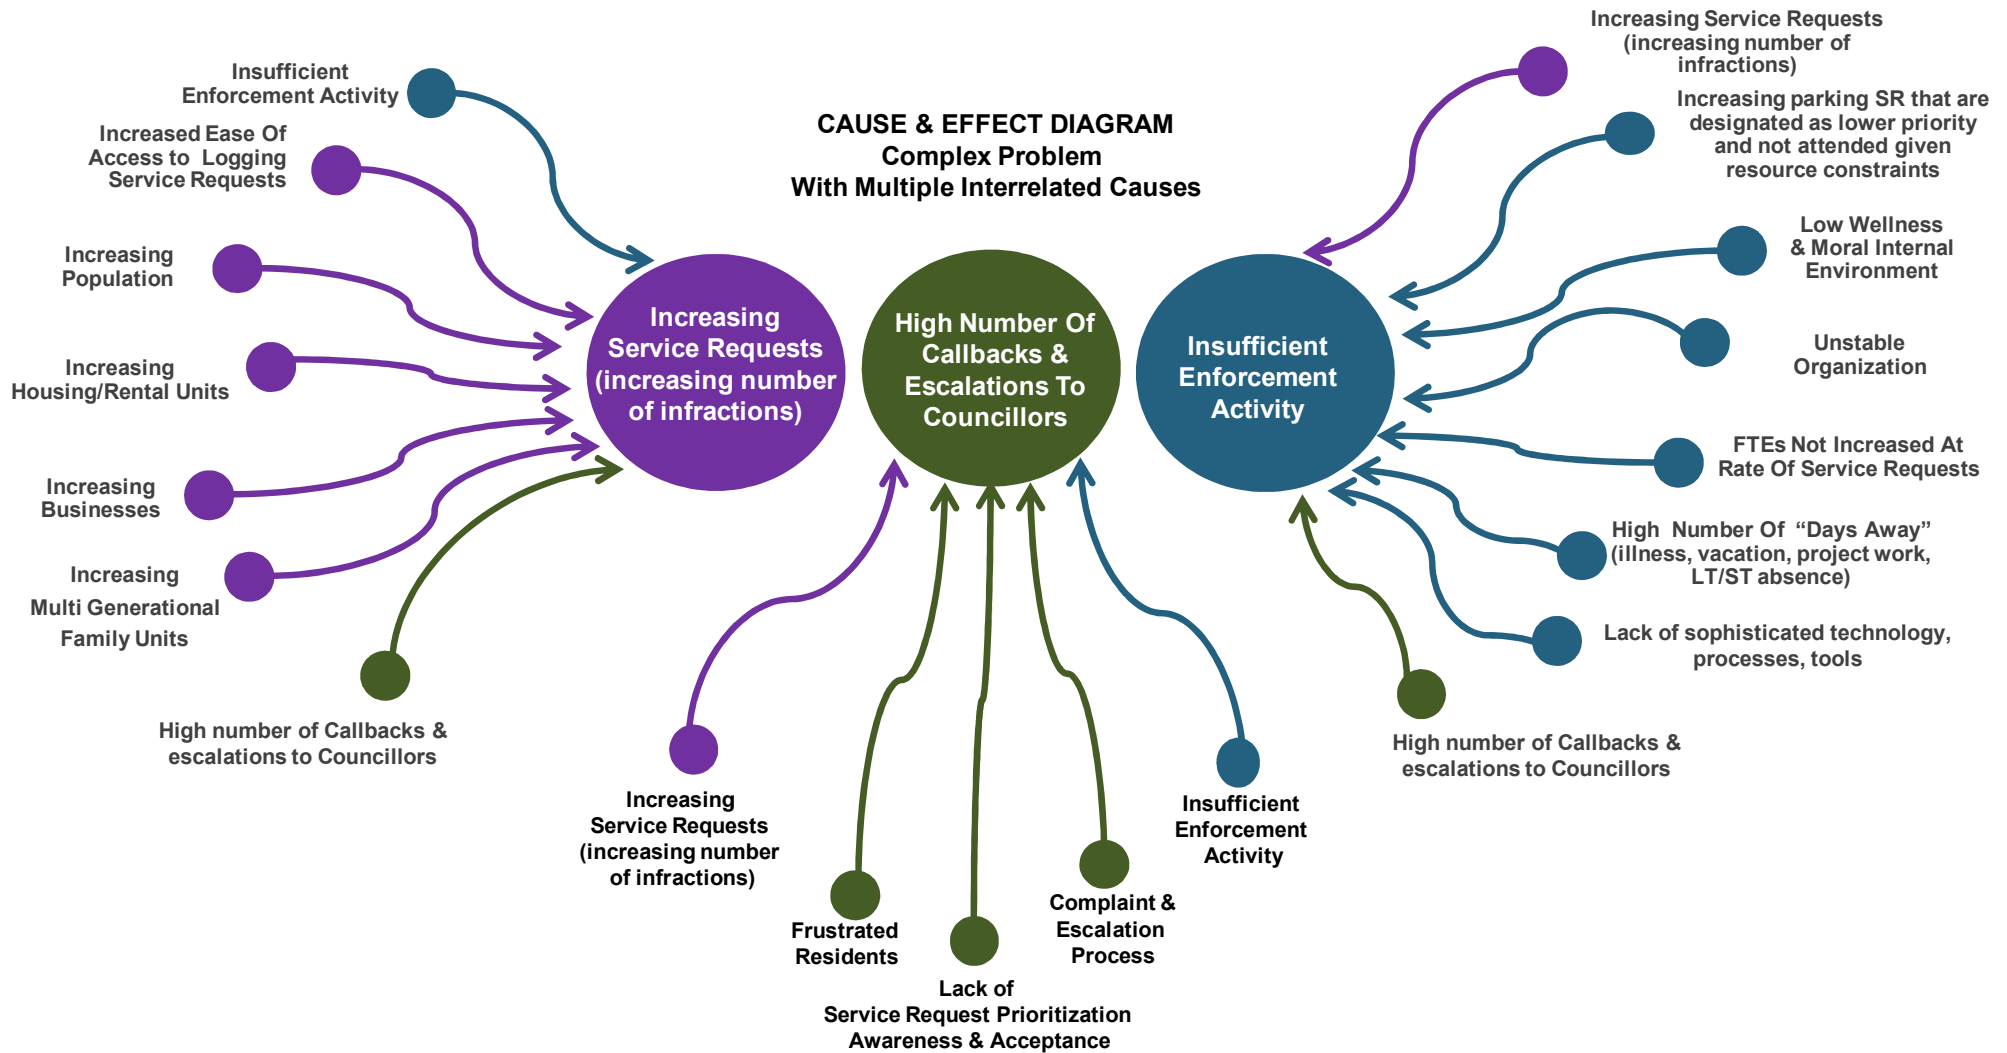 CAUSE & EFFECT DIAGRAM
Complex Problem
With Multiple Interrelated Causes
Insufficient
Enforcement Activity
Increased Ease Of
Access to Logging
Service Requests
Increasing
Population
Increasing
Housing/Rental Units
Increasing
Businesses
Increasing
Multi Generational
Family Units
High number of Callbacks &
escalations to Councillors
Increasing
Service Requests
(increasing number
of infractions)
High Number Of
Callbacks &
Escalations To
Councillors
Insufficient
Enforcement
Activity
Increasing
Service Requests
(increasing number
of infractions)
Frustrated
Residents
Lack of
Service Request Prioritization
Awareness & Acceptance
Complaint &
Escalation
Process
Insufficient
Enforcement
Activity
Increasing Service Requests
(increasing number of
infractions)
Increasing parking SR that are
designated as lower priority
and not attended given
resource constraints
Low Wellness
& Moral Internal
Environment
Unstable
Organization
FTEs Not Increased At
Rate Of Service Requests
High Number Of “Days Away”
(illness, vacation, project work,
LT/ST absence)
Lack of sophisticated technology,
processes, tools
High number of Callbacks &
escalations to Councillors